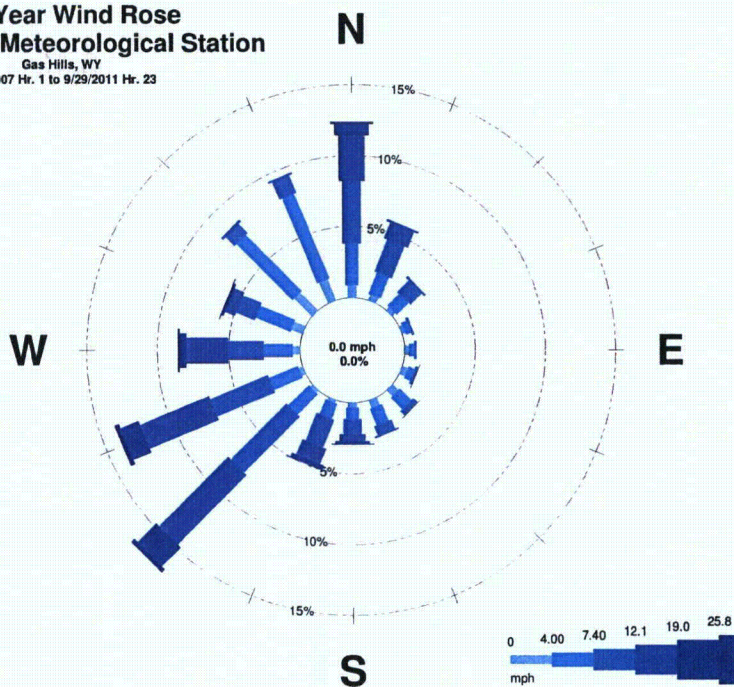 Year Wind Rose
Meteorological Station
Gas Hills, WY
07 Hr. 1 to 9/29/2011 Hr. 23
N
15%
10%
5%
W
0.0 mph
0.0%
E
5%
10%
15%
S
0 4.00 7.40 12.1 19.0 25.8
mph